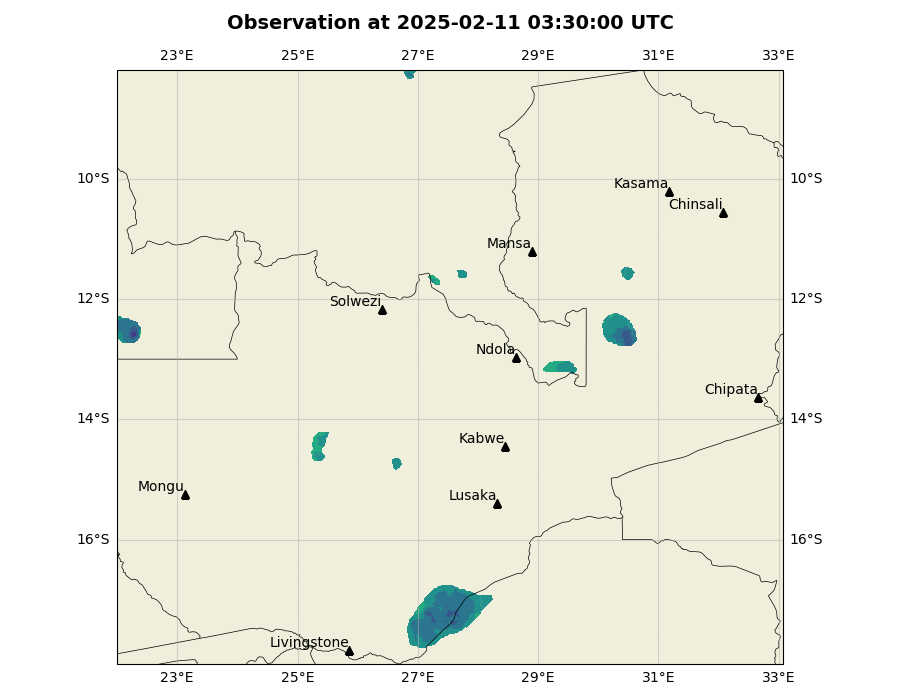 Observation at 2025-02-11 03:30:00 UTC
23°E 25°E 27°E 29°E 31°E 33°E
10°S 10°S
Kasama
Chinsali
Mansa
12°S 12°S
Solwezi
Ndola
Chipata
14°S 14°S
Kabwe
Mongu
Lusaka
16°S 16°S
Livingstone
23°E 25°E 27°E 29°E 31°E 33°E